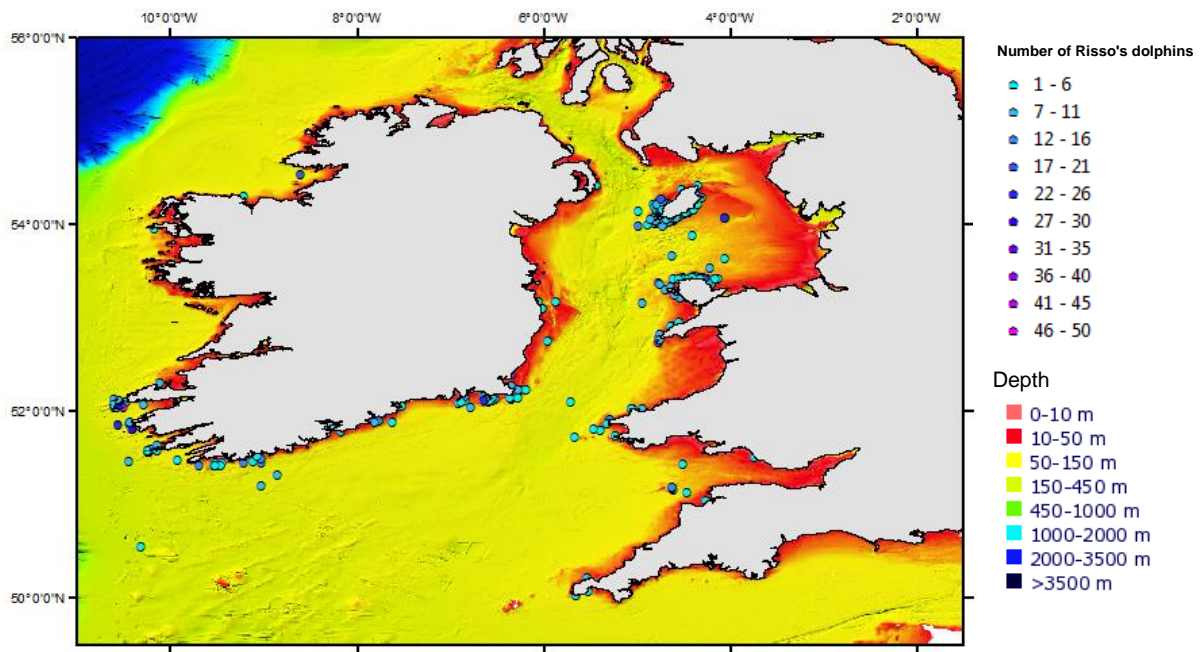 10°0'0"W 8°0'0"W 6°0'0"W 4°0'0"W 2°0'0"W
56°0'0"N
54°0'0"N
52°0'0"N
50°0'0"N
Number of Risso's dolphins
1 - 6
7 - 11
12 - 16
17 - 21
22 - 26
27 - 30
31 - 35
36 - 40
41 - 45
46 - 50
Depth
0-10 m
10-50 m
50-150 m
150-450 m
450-1000 m
1000-2000 m
2000-3500 m
>3500 m